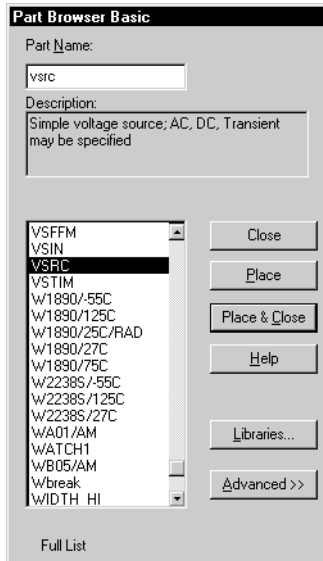 Part Browser Basic
Part Name:
vsrc
Description:
Simple voltage source; AC, DC, Transient
may be specified
VSFFM
VSIN
VSRC
VSTIM
W1890/-55C
W1890/125C
W1890/25C/RAD
W1890/27C
W1890/75C
W2238S/-55C
W2238S/125C
W2238S/27C
WA01/AM
WATCH1
WB05/AM
Wbreak
WIDTH_HI
Close
Place
Place & Close
Help
Libraries...
Advanced >>
Full List